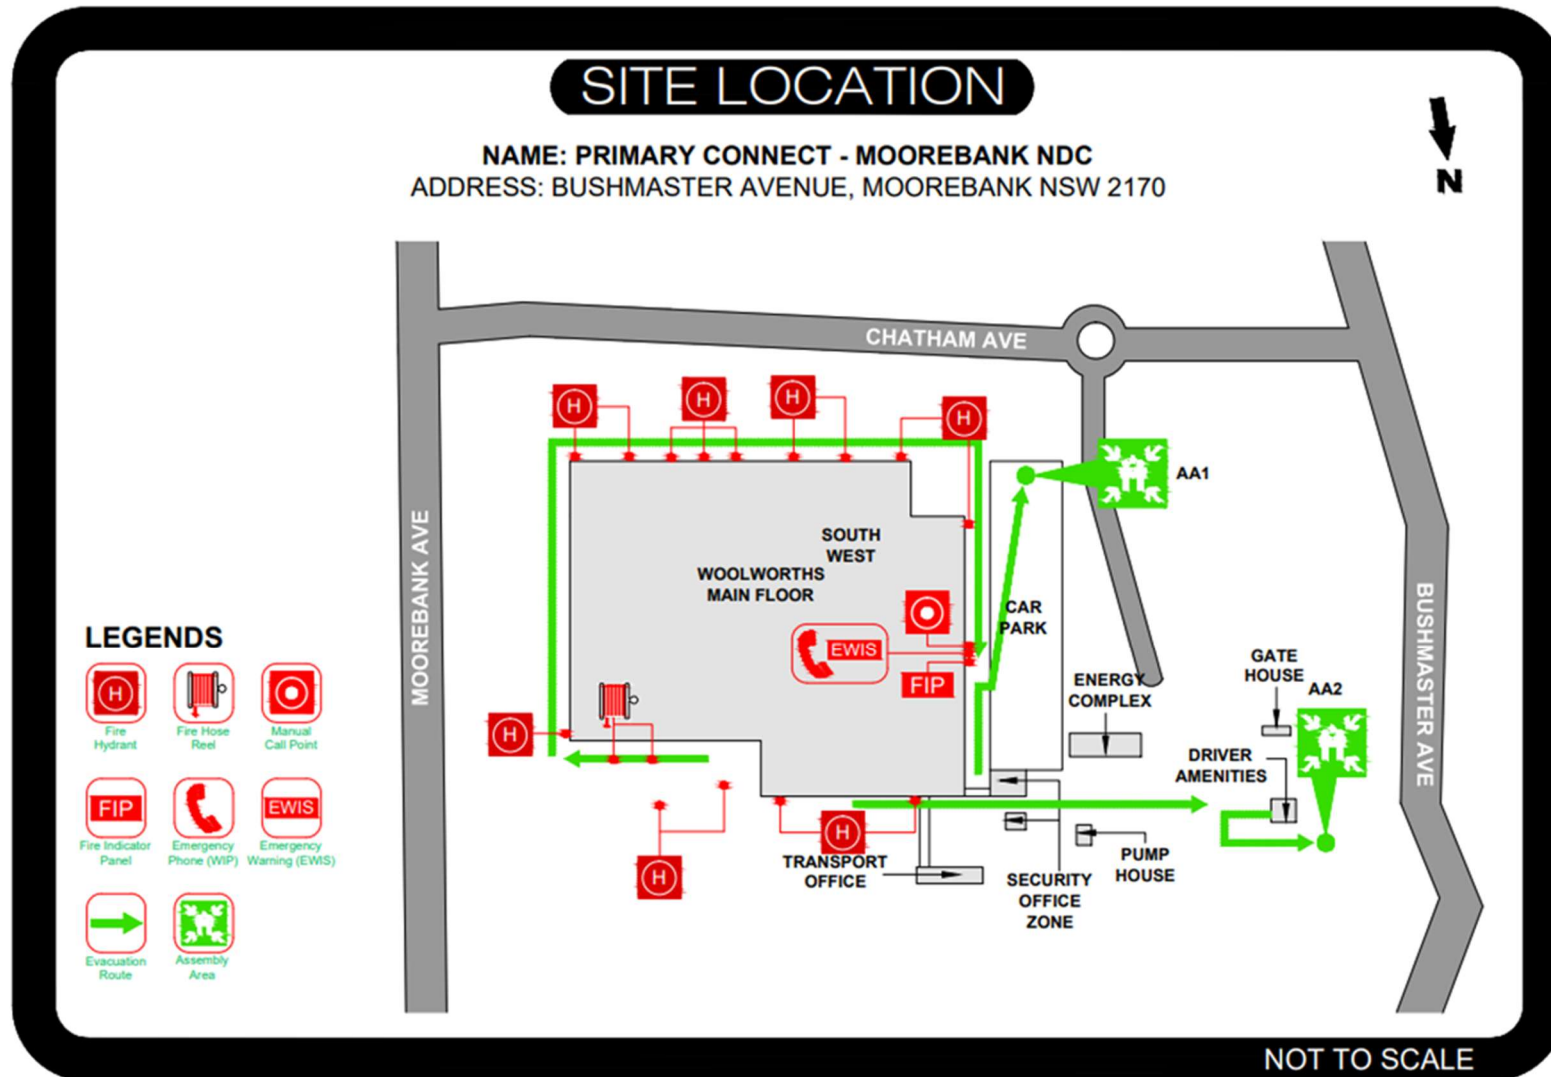 SITE LOCATION
NAME: PRIMARY CONNECT - MOOREBANK NDC
ADDRESS: BUSHMASTER AVENUE, MOOREBANK NSW 2170
N
CHATHAM AVE
MOOREBANK AVE
BUSHMASTER AVE
H
H
H
H
AA1
SOUTH
WEST
WOOLWORTHS
MAIN FLOOR
CAR
PARK
EWIS
FIP
ENERGY
COMPLEX
GATE
HOUSE
AA2
DRIVER
AMENITIES
H
H
H
TRANSPORT
OFFICE
SECURITY
OFFICE
ZONE
PUMP
HOUSE
LEGENDS
H
Fire
Hydrant
Fire Hose
Reel
Manual
Call Point
FIP
Fire Indicator
Panel
Emergency
Phone (WIP)
EWIS
Emergency
Warning (EWIS)
Evacuation
Route
Assembly
Area
NOT TO SCALE